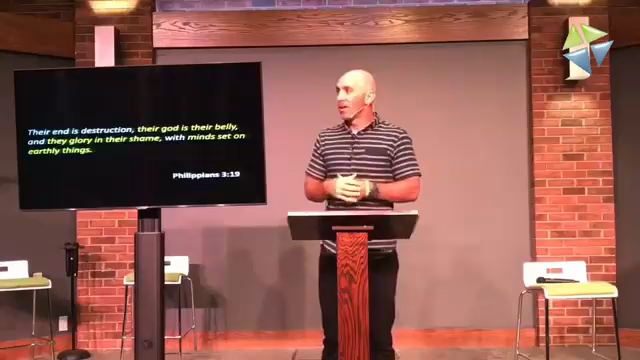 Their end is destruction, their god is their belly,
and they glory in their shame, with minds set on
earthly things.
Philippians 3:19